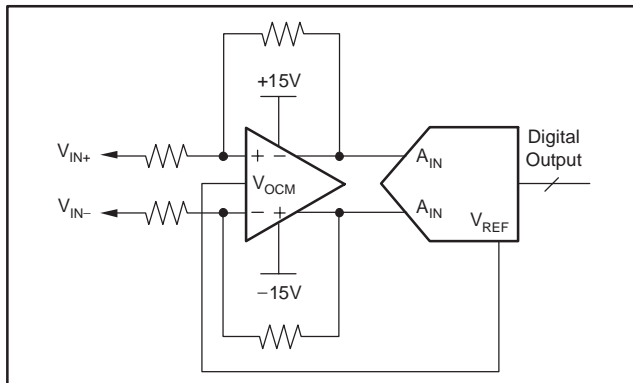 +15V
Digital
Output
V_IN+
+ −
A_IN
V_OCM
V_IN−
− +
A_IN
V_REF
−15V